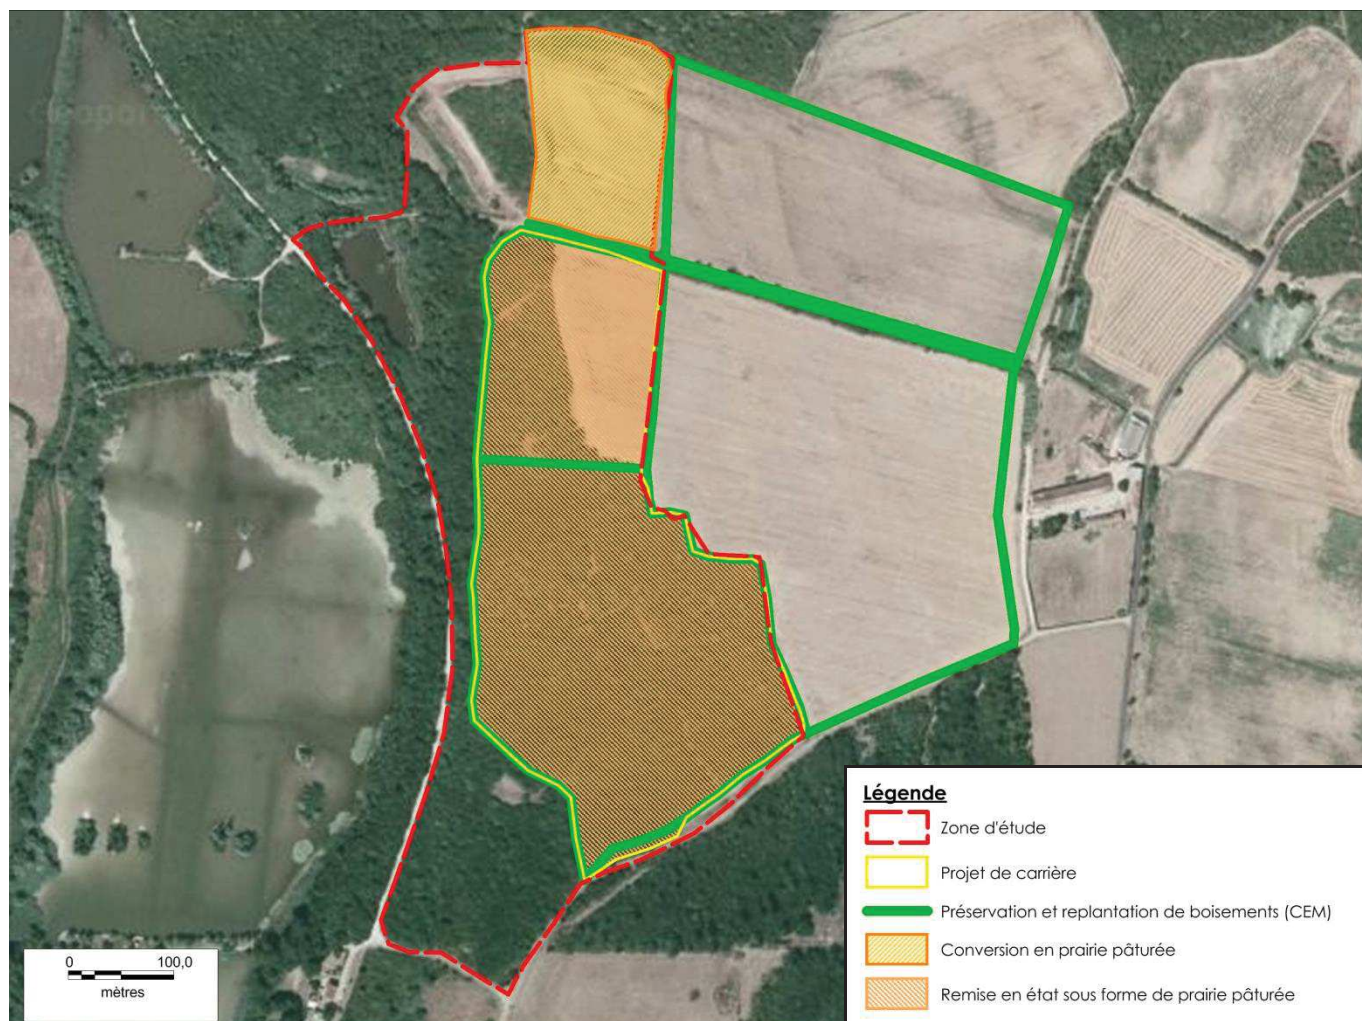 Légende
Zone d'étude
Projet de carrière
Préservation et replantation de boisements (CEM)
Conversion en prairie pâturée
Remise en état sous forme de prairie pâturée
0 100,0
mètres